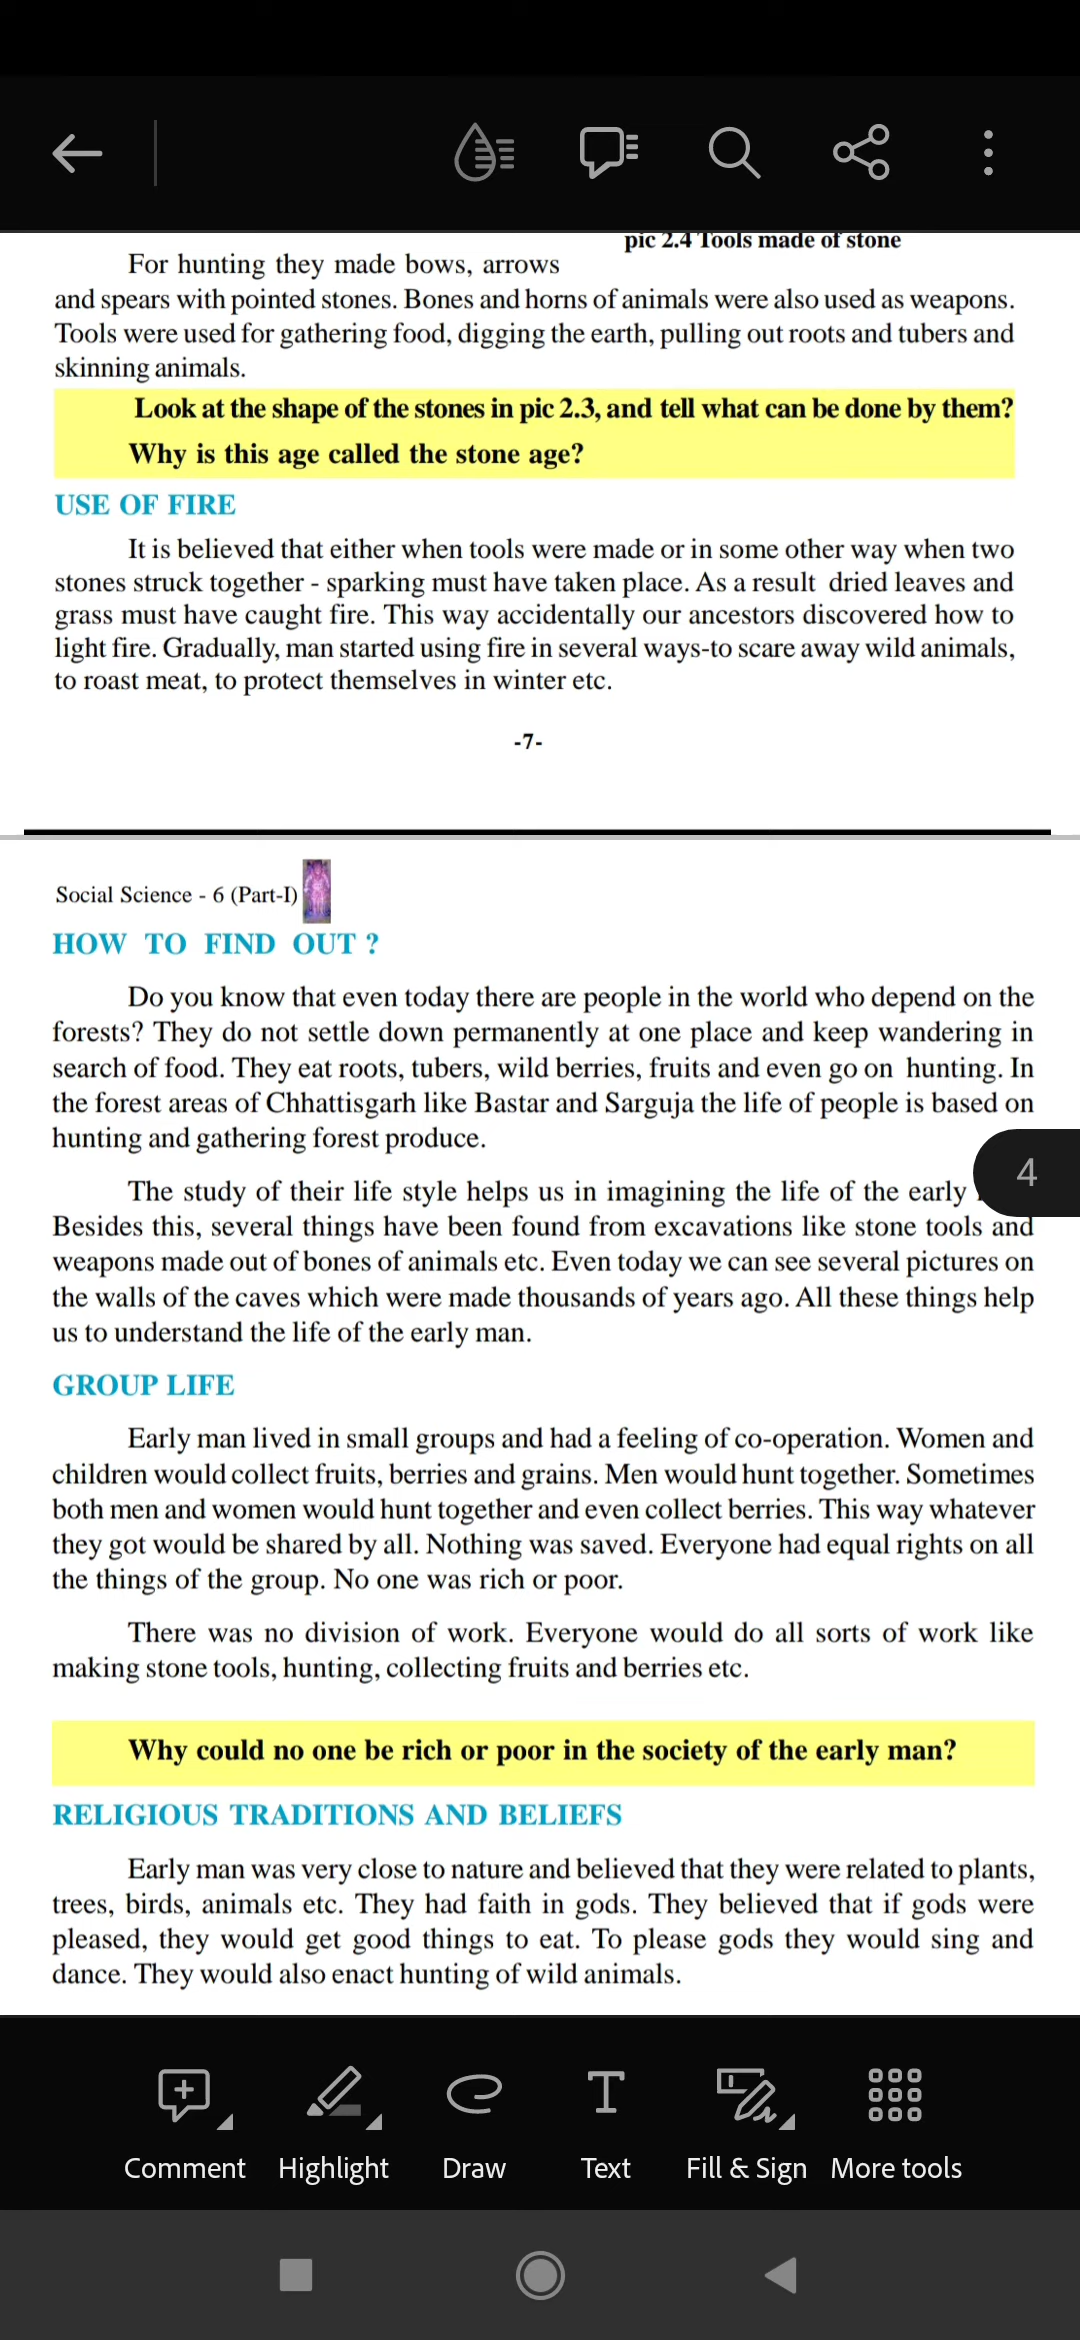 pic 2.4 Tools made of stone
For hunting they made bows, arrows
and spears with pointed stones. Bones and horns of animals were also used as weapons.
Tools were used for gathering food, digging the earth, pulling out roots and tubers and
skinning animals.
Look at the shape of the stones in pic 2.3, and tell what can be done by them?
Why is this age called the stone age?
USE OF FIRE
It is believed that either when tools were made or in some other way when two
stones struck together - sparking must have taken place. As a result dried leaves and
grass must have caught fire. This way accidentally our ancestors discovered how to
light fire. Gradually, man started using fire in several ways-to scare away wild animals,
to roast meat, to protect themselves in winter etc.
-7-
Social Science - 6 (Part-I)
HOW TO FIND OUT ?
Do you know that even today there are people in the world who depend on the
forests? They do not settle down permanently at one place and keep wandering in
search of food. They eat roots, tubers, wild berries, fruits and even go on hunting. In
the forest areas of Chhattisgarh like Bastar and Sarguja the life of people is based on
hunting and gathering forest produce.
4
The study of their life style helps us in imagining the life of the early
Besides this, several things have been found from excavations like stone tools and
weapons made out of bones of animals etc. Even today we can see several pictures on
the walls of the caves which were made thousands of years ago. All these things help
us to understand the life of the early man.
GROUP LIFE
Early man lived in small groups and had a feeling of co-operation. Women and
children would collect fruits, berries and grains. Men would hunt together. Sometimes
both men and women would hunt together and even collect berries. This way whatever
they got would be shared by all. Nothing was saved. Everyone had equal rights on all
the things of the group. No one was rich or poor.
There was no division of work. Everyone would do all sorts of work like
making stone tools, hunting, collecting fruits and berries etc.
Why could no one be rich or poor in the society of the early man?
RELIGIOUS TRADITIONS AND BELIEFS
Early man was very close to nature and believed that they were related to plants,
trees, birds, animals etc. They had faith in gods. They believed that if gods were
pleased, they would get good things to eat. To please gods they would sing and
dance. They would also enact hunting of wild animals.
Comment Highlight Draw Text Fill & Sign More tools